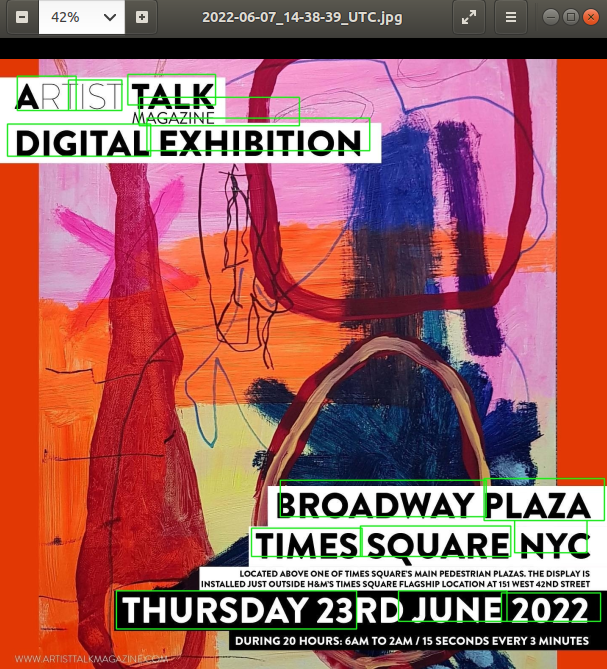 42%
2022-06-07_14-38-39_UTC.jpg
ARTIST TALK
MAGAZINE
DIGITAL EXHIBITION
BROADWAY PLAZA
TIMES SQUARE NYC
LOCATED ABOVE ONE OF TIMES SQUARE'S MAIN PEDESTRIAN PLAZAS. THE DISPLAY IS
INSTALLED JUST OUTSIDE H&M'S TIMES SQUARE FLAGSHIP LOCATION AT 151 WEST 42ND STREET
THURSDAY 23RD JUNE 2022
DURING 20 HOURS: 6AM TO 2AM / 15 SECONDS EVERY 3 MINUTES
WWW.ARTISTTALKMAGAZINE.COM